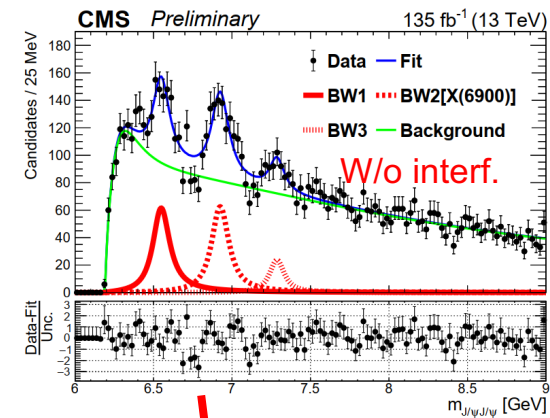 CMS Preliminary 135 fb⁻¹ (13 TeV)
Candidates / 25 MeV
180
160
140
120
100
80
60
40
20
0
Data Fit
BW1 BW2[X(6900)]
BW3 Background
W/o interf.
Data-Fit
Unc.
3
2
1
0
−1
−2
−3
6 6.5 7 7.5 8 8.5 9
m_J/ψJ/ψ [GeV]